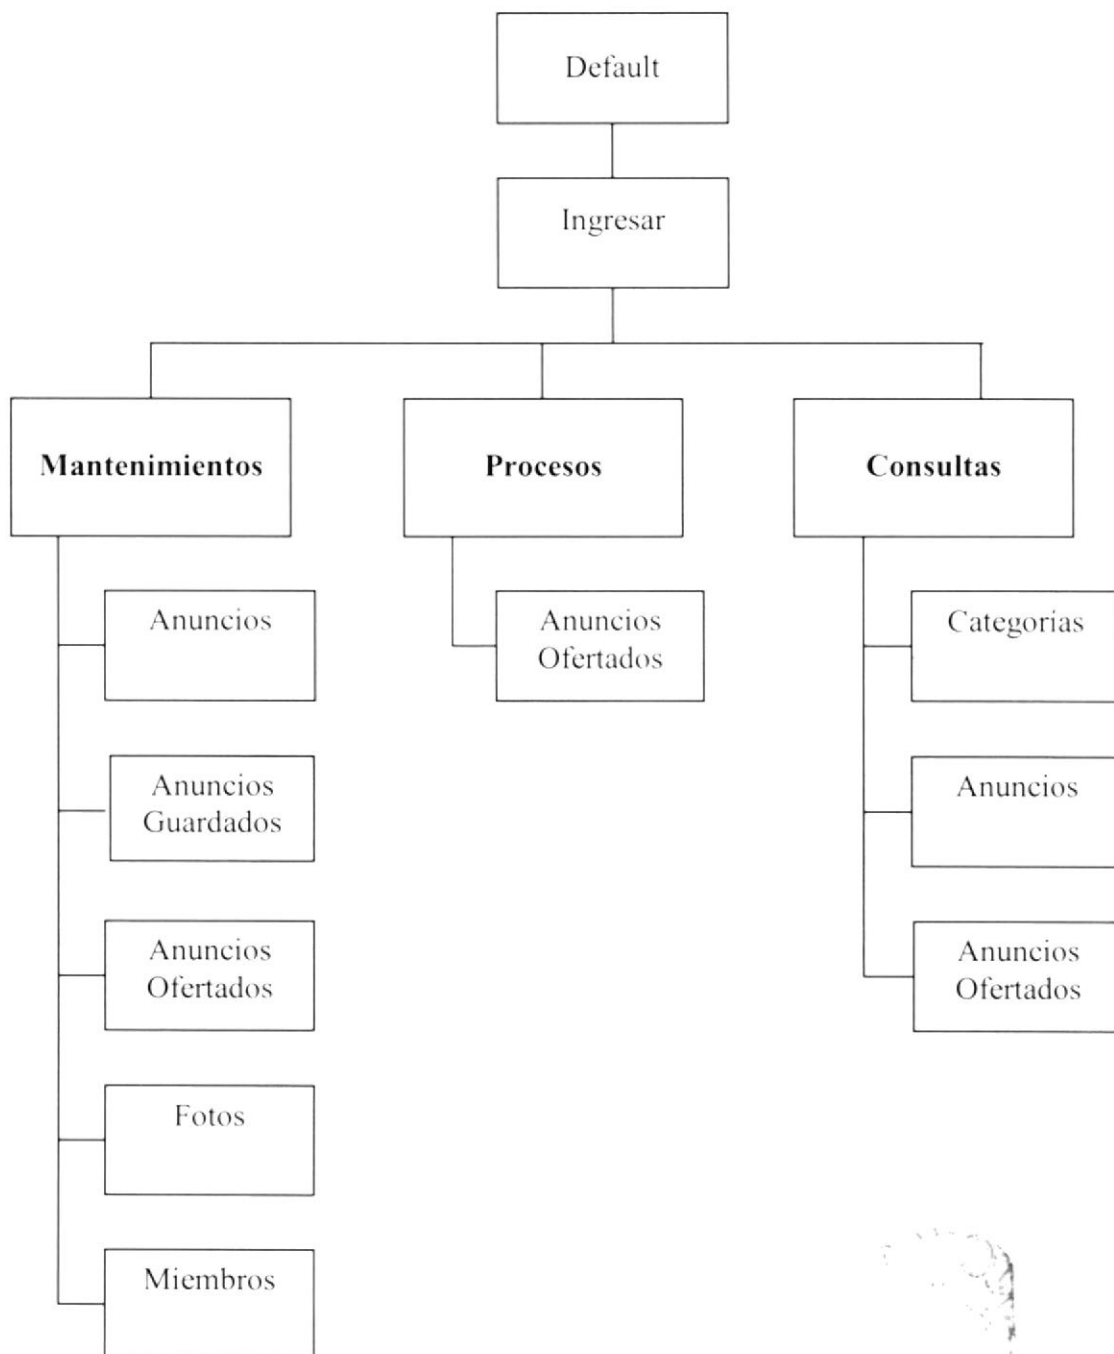 Default
Ingresar
Mantenimientos
Procesos
Consultas
Anuncios
Anuncios
Guardados
Anuncios
Ofertados
Fotos
Miembros
Anuncios
Ofertados
Categorias
Anuncios
Anuncios
Ofertados